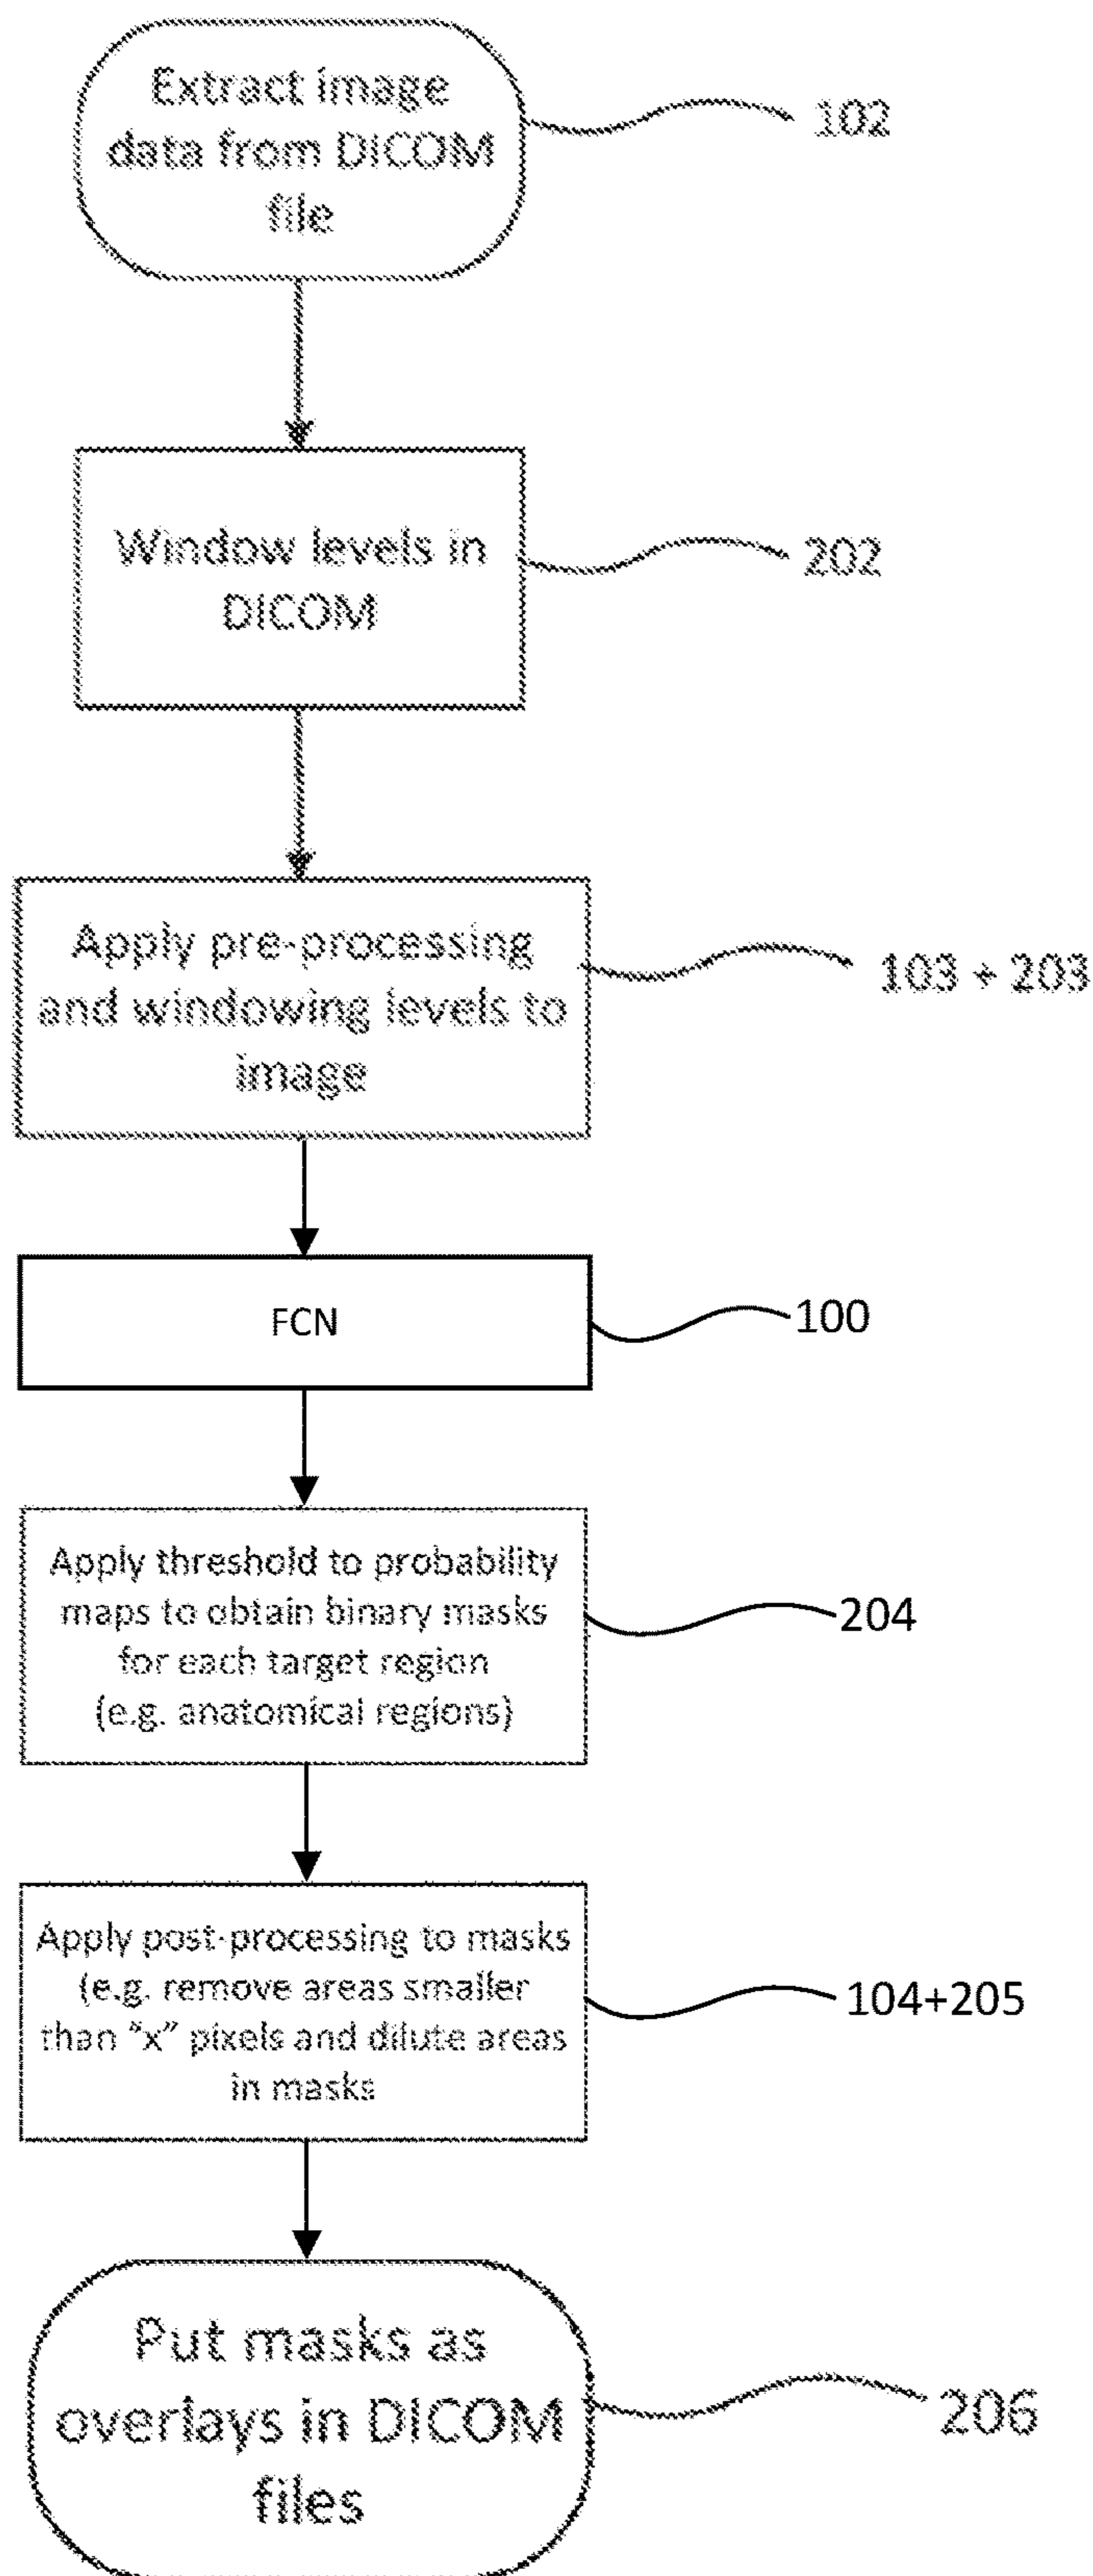 Extract image
data from DICOM
file
102
Window levels in
DICOM
202
Apply pre-processing
and windowing levels to
image
103 + 203
FCN
100
Apply threshold to probability
maps to obtain binary masks
for each target region
(e.g. anatomical regions)
204
Apply post-processing to masks
(e.g. remove areas smaller
than “x” pixels and dilute areas
in masks
104+205
Put masks as
overlays in DICOM
files
206